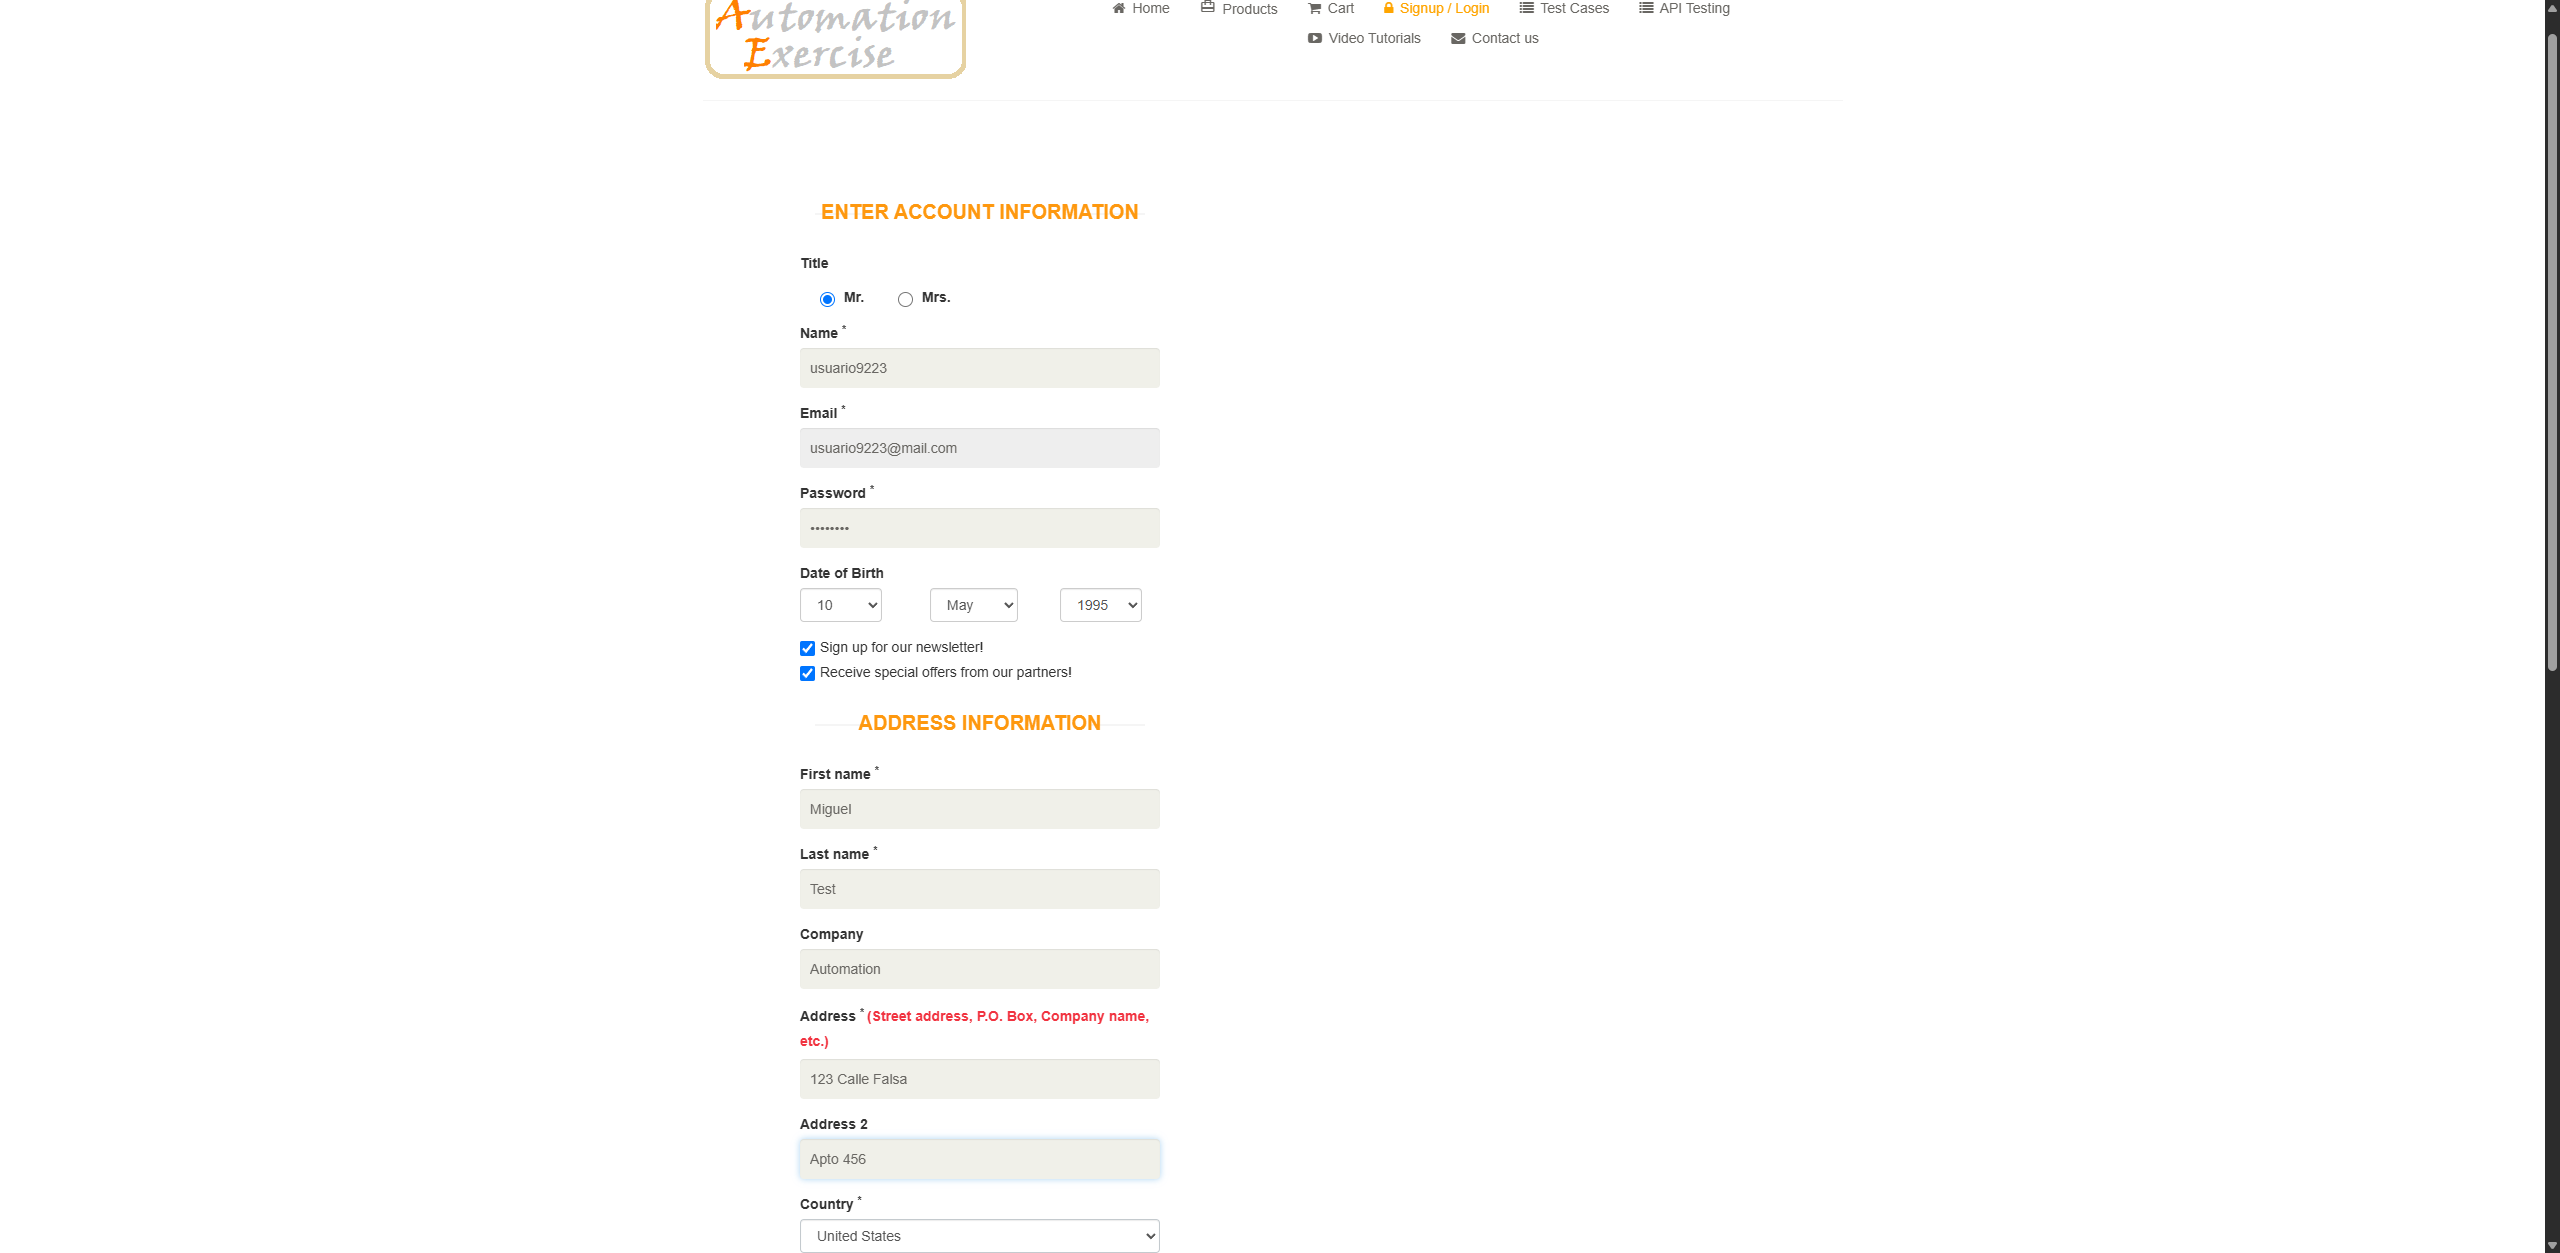 Automation
Exercise
Home Products Cart Signup / Login Test Cases API Testing
Video Tutorials Contact us
ENTER ACCOUNT INFORMATION
Title
Mr. Mrs.
Name *
usuario9223
Email *
usuario9223@mail.com
Password *
••••••••
Date of Birth
10 May 1995
Sign up for our newsletter!
Receive special offers from our partners!
ADDRESS INFORMATION
First name *
Miguel
Last name *
Test
Company
Automation
Address * (Street address, P.O. Box, Company name,
etc.)
123 Calle Falsa
Address 2
Apto 456
Country *
United States